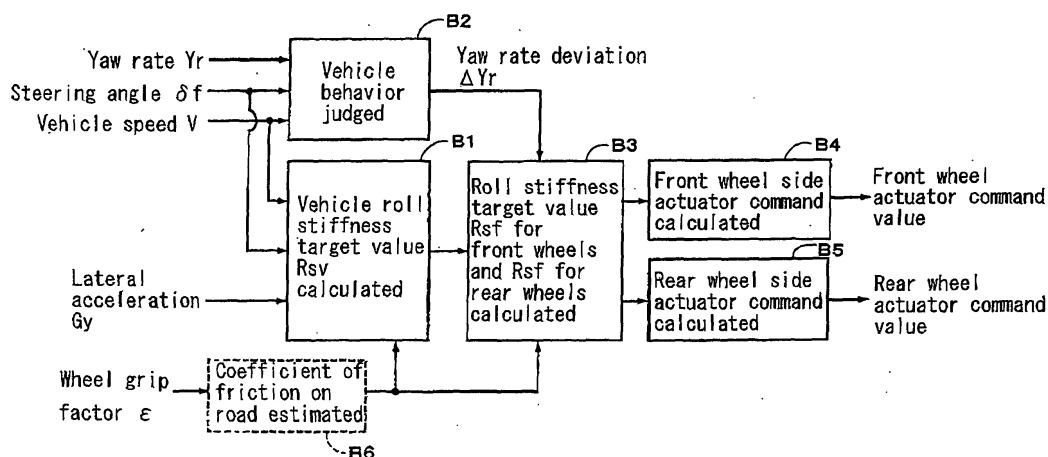 B2
Yaw rate Yr
Steering angle δf
Vehicle speed V
Vehicle
behavior
judged
Yaw rate deviation
ΔYr
B1
Vehicle roll
stiffness
target value
Rsv
calculated
Lateral
acceleration
Gy
B3
Roll stiffness
target value
Rsf for
front wheels
and Rsf for
rear wheels
calculated
B4
Front wheel side
actuator command
calculated
Front wheel
actuator command
value
B5
Rear wheel side
actuator command
calculated
Rear wheel
actuator command
value
Wheel grip
factor ε
Coefficient of
friction on
road estimated
B6